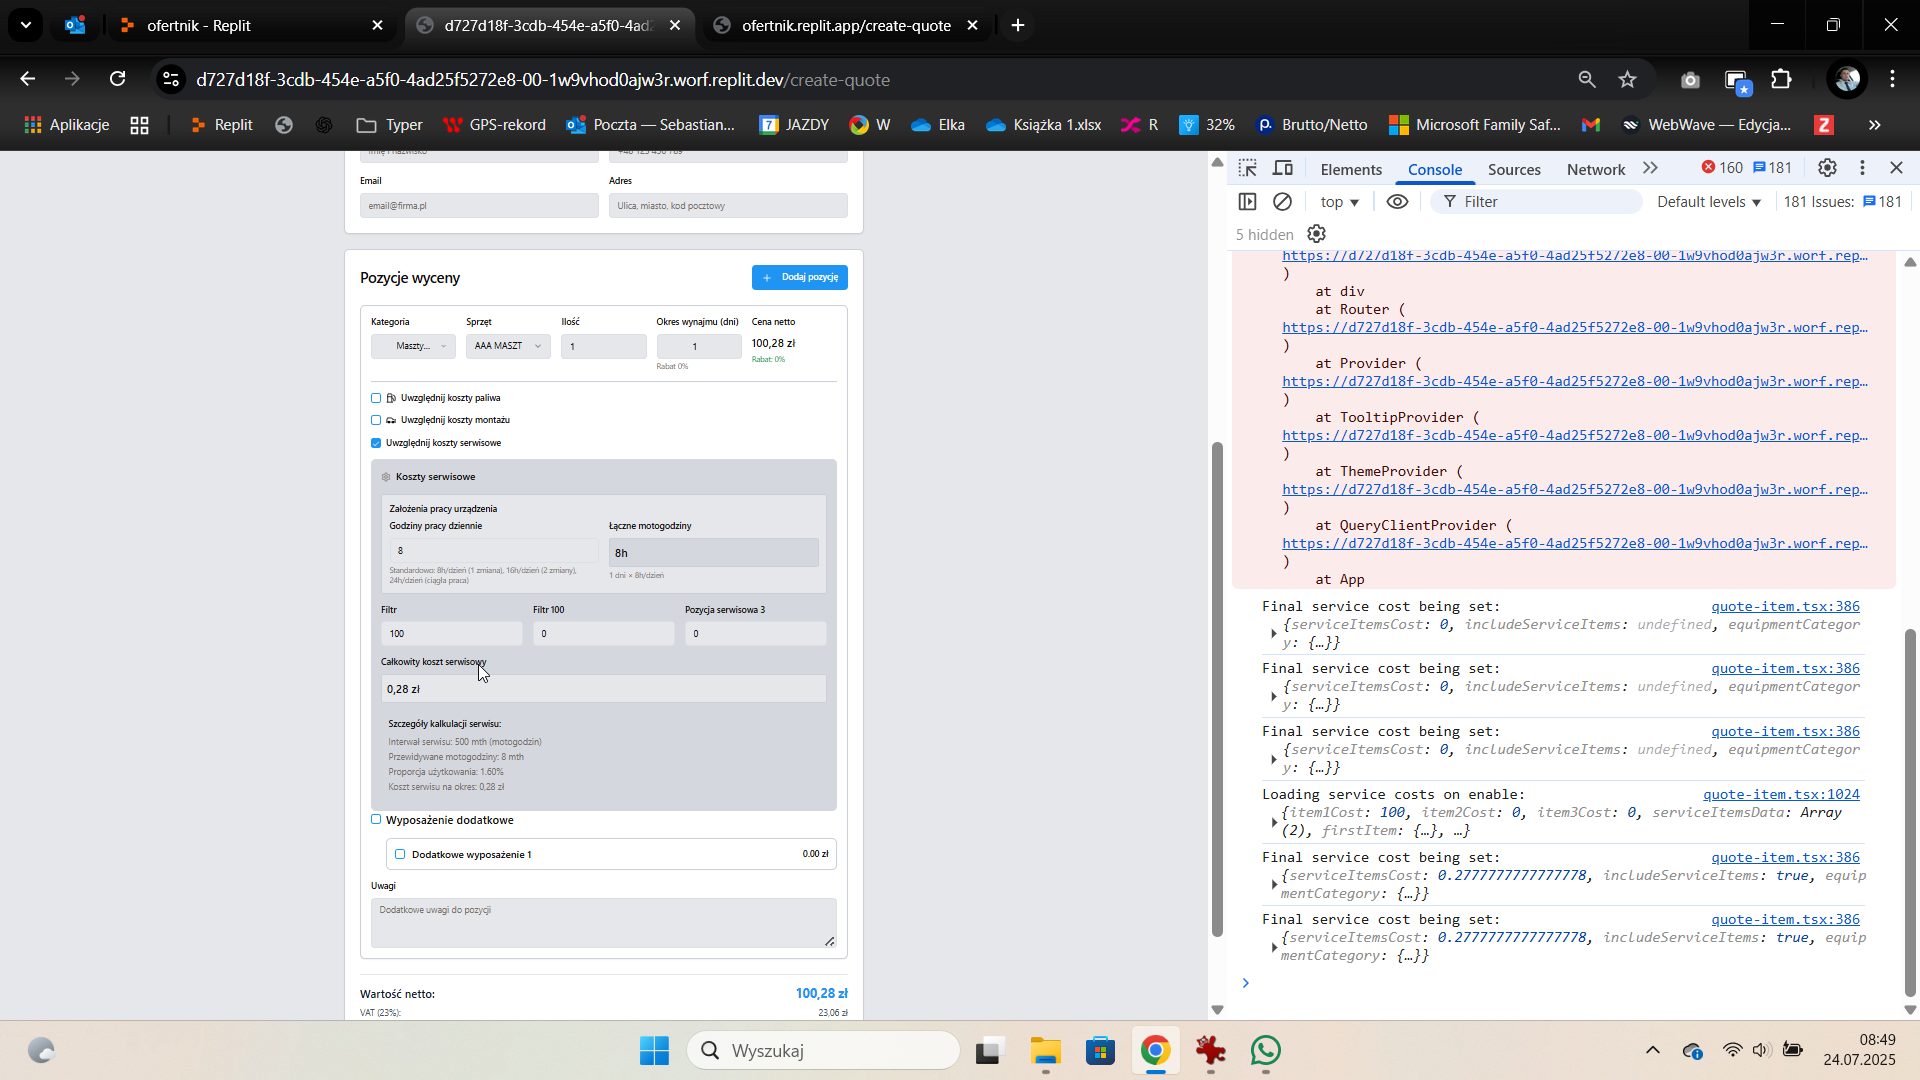 ofertnik - Replit
d727d18f-3cdb-454e-a5f0-4ad2
ofertnik.replit.app/create-quote
d727d18f-3cdb-454e-a5f0-4ad25f5272e8-00-1w9vhod0ajw3r.worf.replit.dev/create-quote
Aplikacje
Replit
Typer
GPS-rekord
Poczta — Sebastian...
JAZDY
W
Elka
Książka 1.xlsx
R
32%
Brutto/Netto
Microsoft Family Saf...
WebWave — Edycja...
Imię i nazwisko
+48 123 456 789
Email
Adres
email@firma.pl
Ulica, miasto, kod pocztowy
Pozycje wyceny
Dodaj pozycję
Kategoria
Sprzęt
Ilość
Okres wynajmu (dni)
Cena netto
Maszty...
AAA MASZT
1
1
100,28 zł
Rabat: 0%
Rabat 0%
Uwzględnij koszty paliwa
Uwzględnij koszty montażu
Uwzględnij koszty serwisowe
Koszty serwisowe
Założenia pracy urządzenia
Godziny pracy dziennie
Łączne motogodziny
8
8h
Standardowo: 8h/dzień (1 zmiana), 16h/dzień (2 zmiany),
24h/dzień (ciągła praca)
1 dni × 8h/dzień
Filtr
Filtr 100
Pozycja serwisowa 3
100
0
0
Całkowity koszt serwisowy
0,28 zł
Szczegóły kalkulacji serwisu:
Interwał serwisu: 500 mth (motogodzin)
Przewidywane motogodziny: 8 mth
Proporcja użytkowania: 1.60%
Koszt serwisu na okres: 0,28 zł
Wyposażenie dodatkowe
Dodatkowe wyposażenie 1
0.00 zł
Uwagi
Dodatkowe uwagi do pozycji
Wartość netto:
100,28 zł
VAT (23%):
23,06 zł
Elements
Console
Sources
Network
160
181
top
Filter
Default levels
181 Issues:
181
5 hidden
https://d727d18f-3cdb-454e-a5f0-4ad25f5272e8-00-1w9vhod0ajw3r.worf.rep…
)
at div
at Router (
https://d727d18f-3cdb-454e-a5f0-4ad25f5272e8-00-1w9vhod0ajw3r.worf.rep…
)
at Provider (
https://d727d18f-3cdb-454e-a5f0-4ad25f5272e8-00-1w9vhod0ajw3r.worf.rep…
)
at TooltipProvider (
https://d727d18f-3cdb-454e-a5f0-4ad25f5272e8-00-1w9vhod0ajw3r.worf.rep…
)
at ThemeProvider (
https://d727d18f-3cdb-454e-a5f0-4ad25f5272e8-00-1w9vhod0ajw3r.worf.rep…
)
at QueryClientProvider (
https://d727d18f-3cdb-454e-a5f0-4ad25f5272e8-00-1w9vhod0ajw3r.worf.rep…
)
at App
Final service cost being set: quote-item.tsx:386
{serviceItemsCost: 0, includeServiceItems: undefined, equipmentCategor
y: {…}}
Final service cost being set: quote-item.tsx:386
{serviceItemsCost: 0, includeServiceItems: undefined, equipmentCategor
y: {…}}
Final service cost being set: quote-item.tsx:386
{serviceItemsCost: 0, includeServiceItems: undefined, equipmentCategor
y: {…}}
Loading service costs on enable: quote-item.tsx:1024
{item1Cost: 100, item2Cost: 0, item3Cost: 0, serviceItemsData: Array
(2), firstItem: {…}, …}
Final service cost being set: quote-item.tsx:386
{serviceItemsCost: 0.2777777777777778, includeServiceItems: true, equip
mentCategory: {…}}
Final service cost being set: quote-item.tsx:386
{serviceItemsCost: 0.2777777777777778, includeServiceItems: true, equip
mentCategory: {…}}
Wyszukaj
08:49
24.07.2025